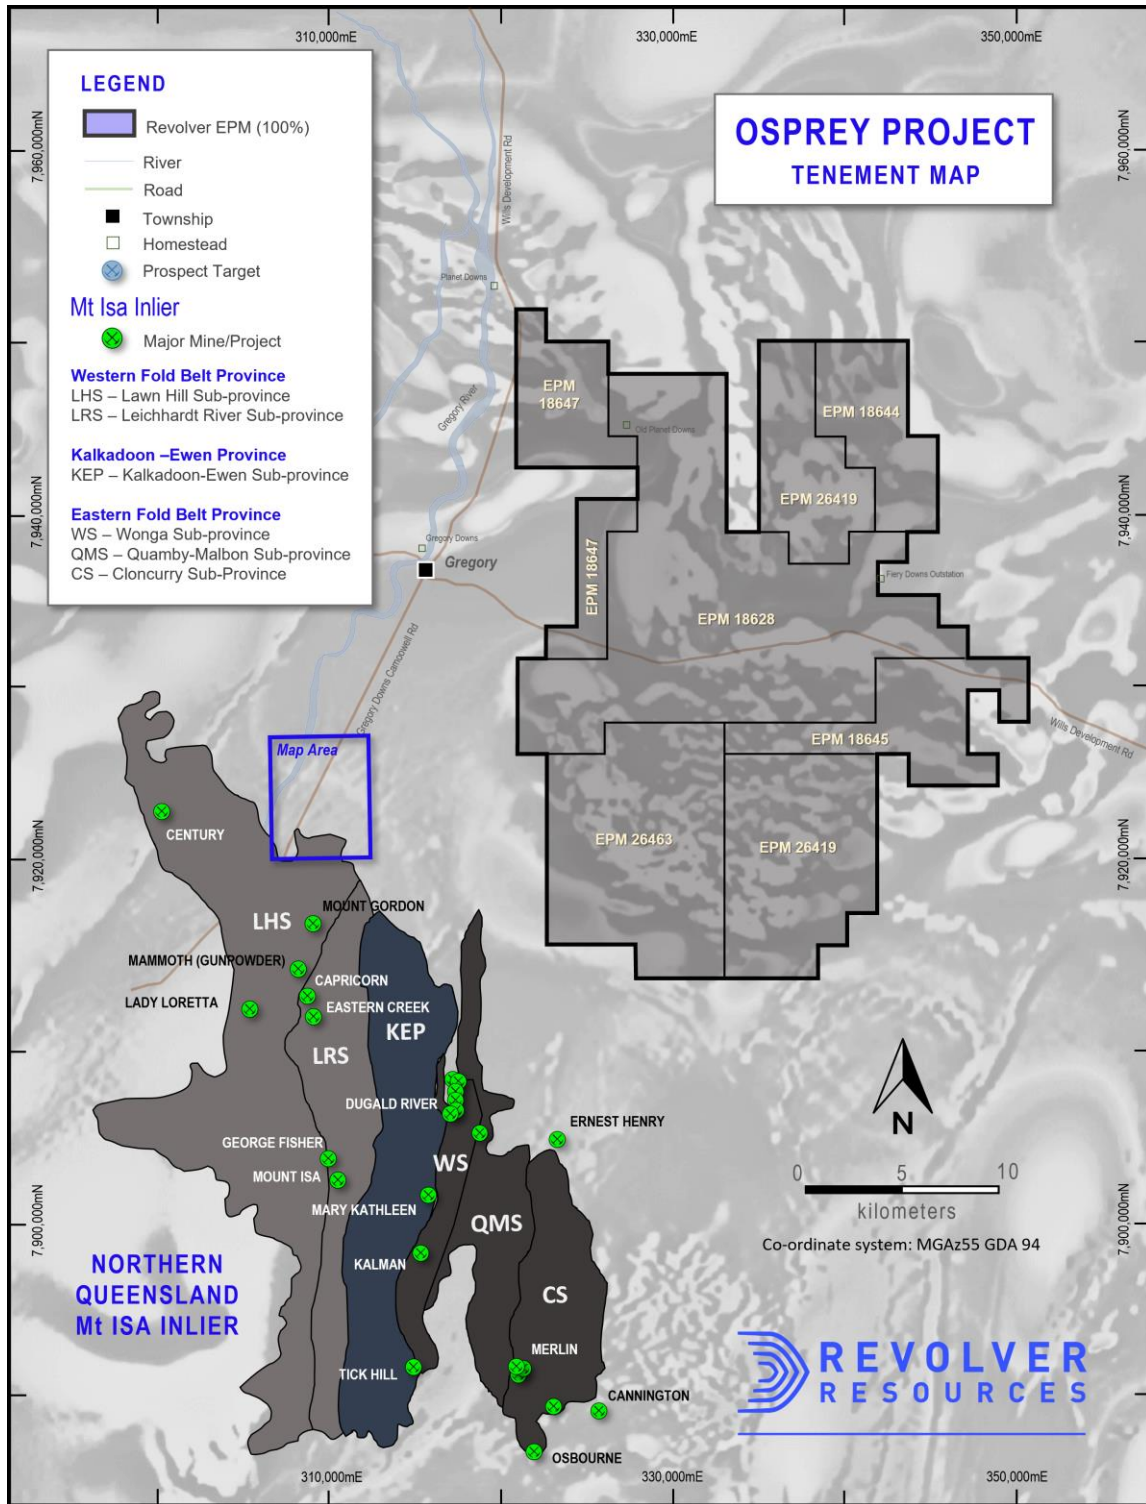 310,000mE
330,000mE
350,000mE
LEGEND
Revolver EPM (100%)
River
Road
Township
Homestead
Prospect Target
Mt Isa Inlier
Major Mine/Project
Western Fold Belt Province
LHS – Lawn Hill Sub-province
LRS – Leichhardt River Sub-province
Kalkadoon –Ewen Province
KEP – Kalkadoon-Ewen Sub-province
Eastern Fold Belt Province
WS – Wonga Sub-province
QMS – Quamby-Malbon Sub-province
CS – Cloncurry Sub-Province
OSPREY PROJECT
TENEMENT MAP
7,960,000mN
7,960,000mN
Wills Development Rd
Planet Downs
Gregory River
EPM
18647
EPM 18644
Old Planet Downs
EPM 26419
7,940,000mN
7,940,000mN
Gregory Downs
Gregory
EPM 18647
Fiery Downs Outstation
EPM 18628
Gregory Downs Camoowell Rd
Wills Development Rd
EPM 18645
Map Area
EPM 26463
EPM 26419
7,920,000mN
7,920,000mN
CENTURY
LHS
MOUNT GORDON
MAMMOTH (GUNPOWDER)
CAPRICORN
LADY LORETTA
EASTERN CREEK
KEP
LRS
DUGALD RIVER
ERNEST HENRY
GEORGE FISHER
WS
MOUNT ISA
MARY KATHLEEN
QMS
KALMAN
CS
MERLIN
TICK HILL
CANNINGTON
OSBOURNE
N
0 5 10
kilometers
Co-ordinate system: MGAz55 GDA 94
7,900,000mN
7,900,000mN
NORTHERN
QUEENSLAND
Mt ISA INLIER
REVOLVER
RESOURCES
310,000mE
330,000mE
350,000mE